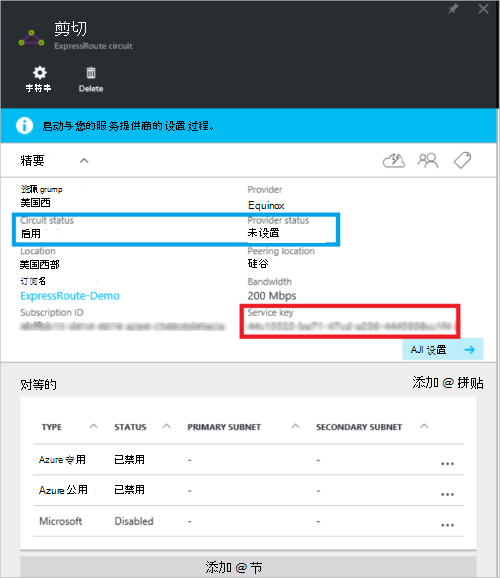 剪切
ExpressRoute circuit
字符串
Delete
启动与您的服务提供商的设置过程。
精要
资源 grump
Provider
美国西
Equinox
Circuit status
Provider status
启用
未设置
Location
Peering location
美国西部
硅谷
订阅名
Bandwidth
ExpressRoute-Demo
200 Mbps
Subscription ID
Service key
AJI 设置
对等的
添加 @ 拼贴
TYPE STATUS PRIMARY SUBNET SECONDARY SUBNET
Azure 专用 已禁用 - - ...
Azure 公用 已禁用 - - ...
Microsoft Disabled - - ...
添加 @ 节